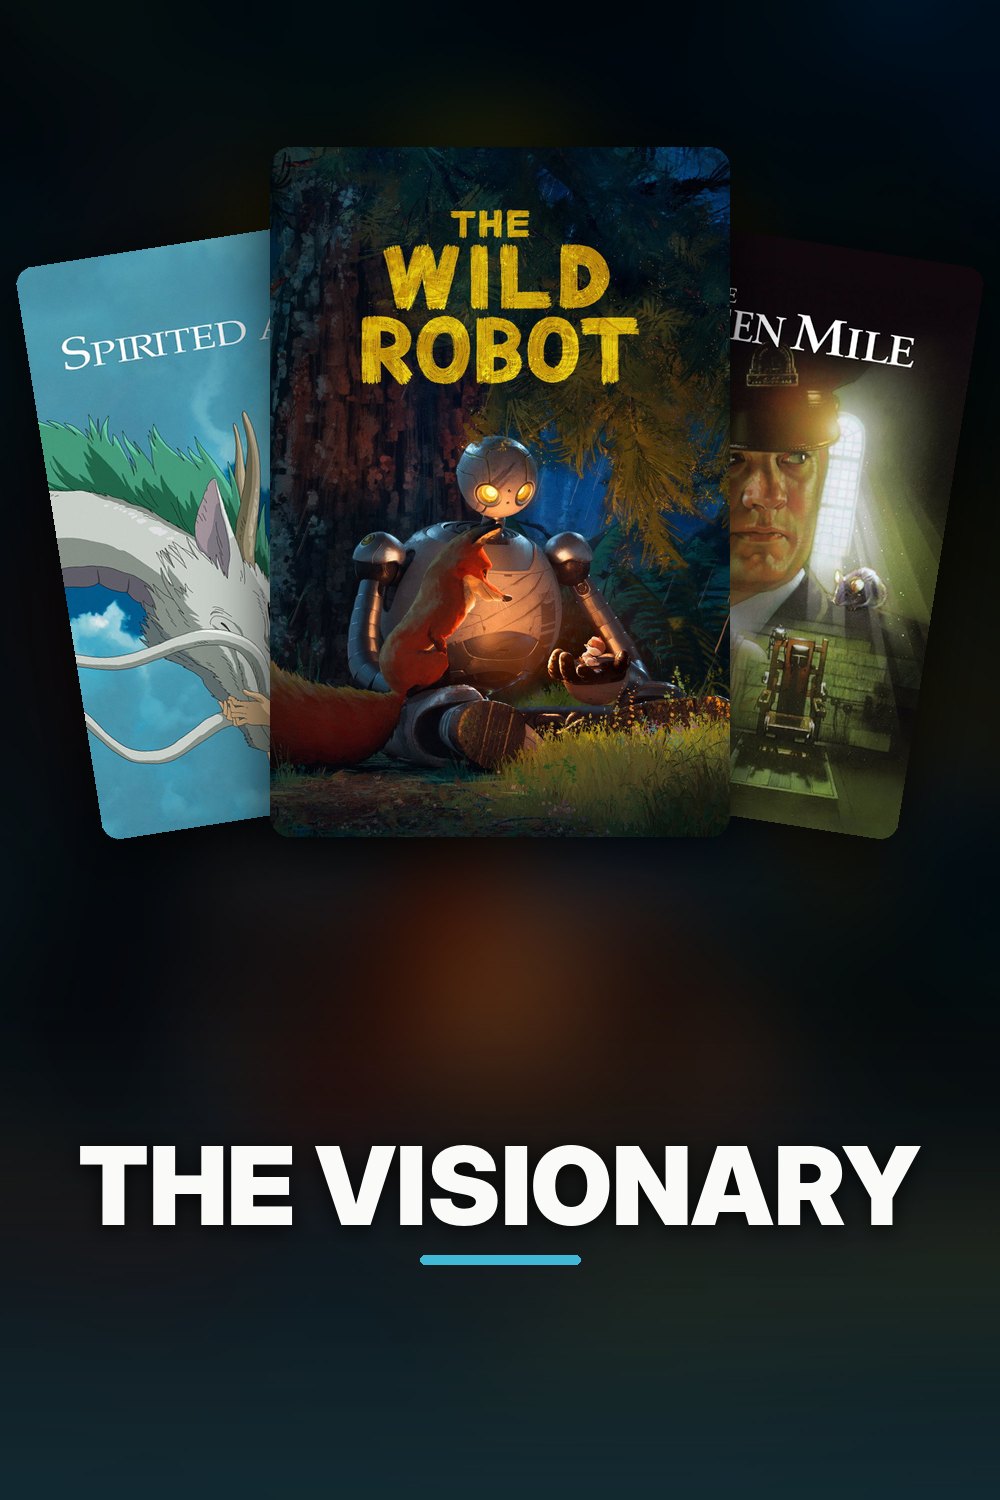 SPIRITED
THE
WILD
ROBOT
EN MILE
THE VISIONARY